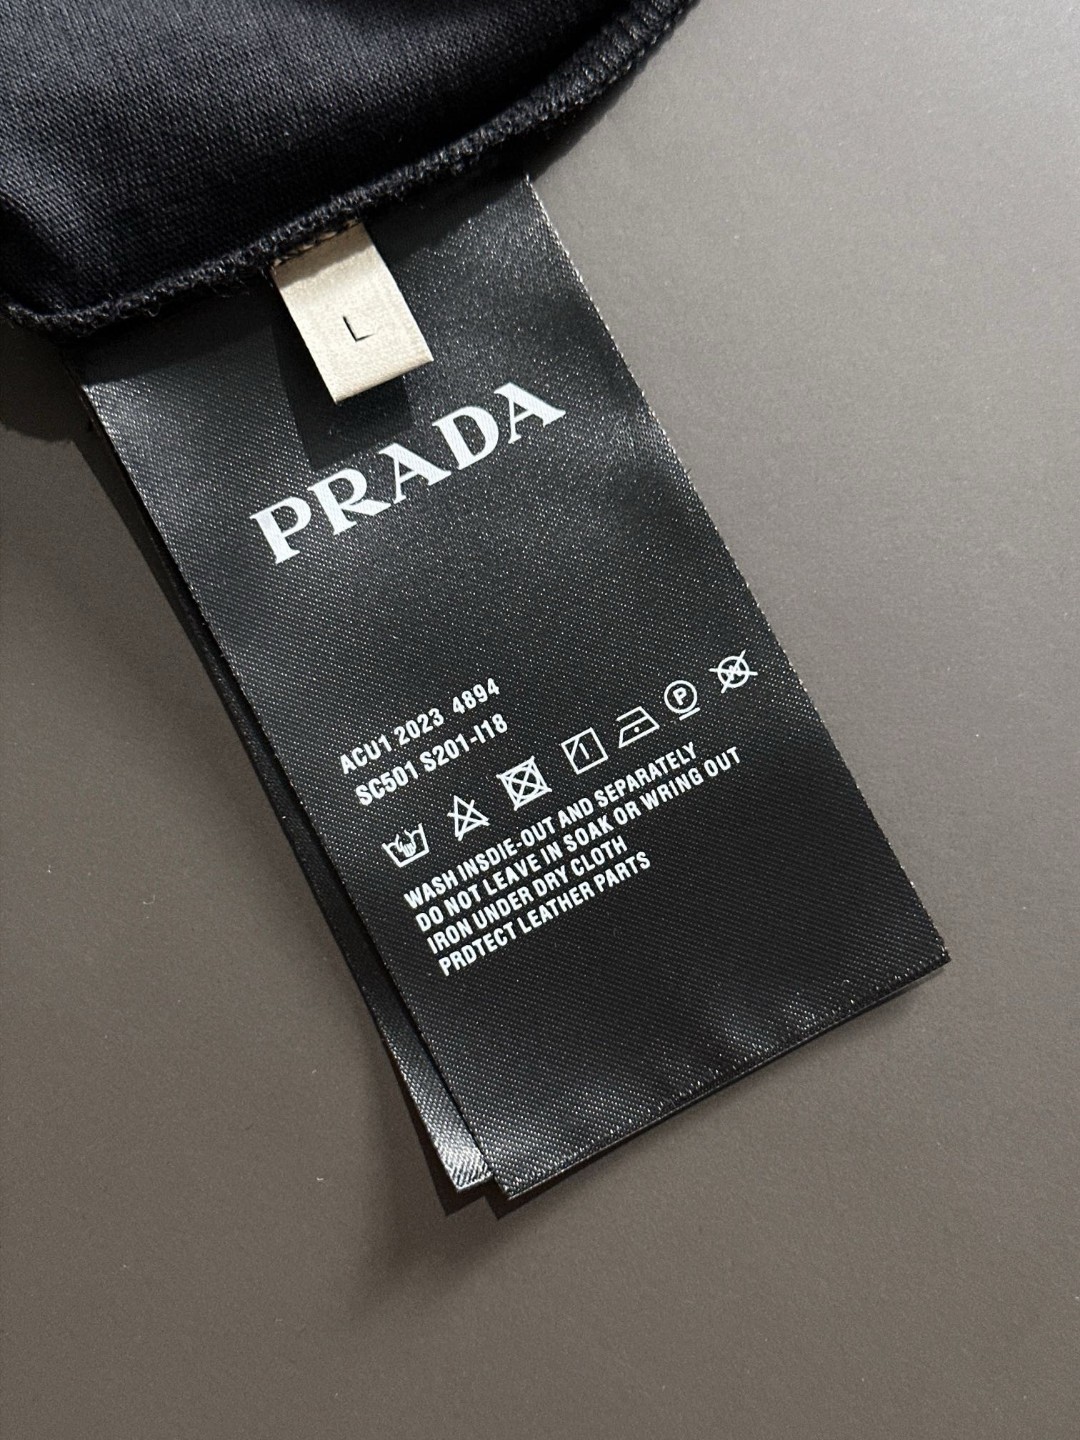 L
PRADA
ACU1 2023 4894
SC501 S201-I18
P W
WASH INSDIE-OUT AND SEPARATELY
DO NOT LEAVE IN SOAK OR WRING OUT
IRON UNDER DRY CLOTH
PRDTECT LEATHER PARTS